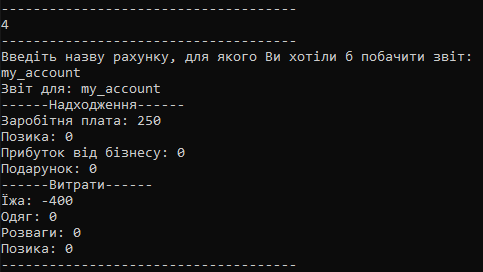 -------------------------------------
4
-------------------------------------
Введіть назву рахунку, для якого Ви хотіли б побачити звіт:
my_account
Звіт для: my_account
------Надходження------
Заробітня плата: 250
Позика: 0
Прибуток від бізнесу: 0
Подарунок: 0
------Витрати------
Їжа: -400
Одяг: 0
Розваги: 0
Позика: 0
-------------------------------------